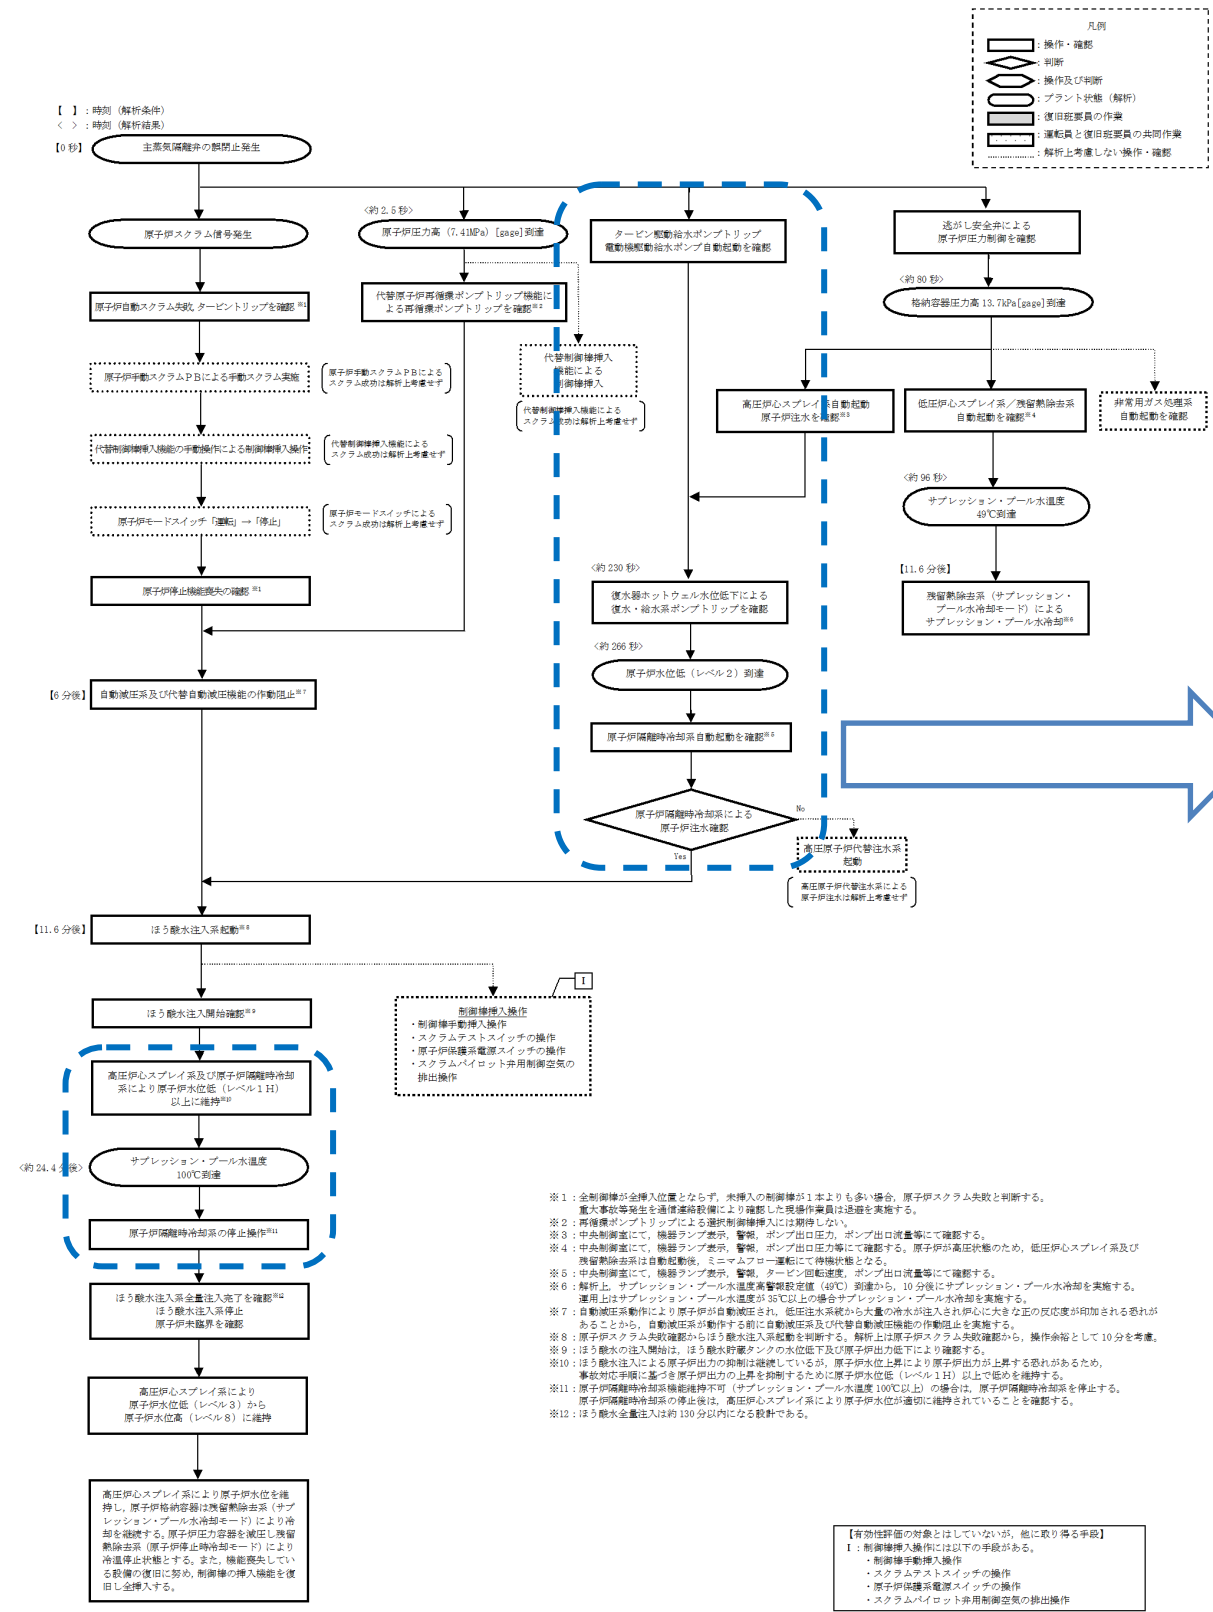 凡例
：操作・確認
：判断
：操作及び判断
：プラント状態（解析）
：復旧班要員の作業
：運転員と復旧班要員の共同作業
：解析上考慮しない操作・確認
【　】：時刻（解析条件）
＜　＞：時刻（解析結果）
【0秒】
主蒸気隔離弁の誤閉止発生
原子炉スクラム信号発生
原子炉自動スクラム失敗,タービントリップを確認 ※1
原子炉手動スクラムＰＢによる手動スクラム実施
原子炉手動スクラムＰＢによる
スクラム成功は解析上考慮せず
代替制御棒挿入機能の手動操作による制御棒挿入操作
代替制御棒挿入機能による
スクラム成功は解析上考慮せず
原子炉モードスイッチ「運転」→「停止」
原子炉モードスイッチによる
スクラム成功は解析上考慮せず
原子炉停止機能喪失の確認 ※1
【6分後】
自動減圧系及び代替自動減圧機能の作動阻止※7
＜約2.5秒＞
原子炉圧力高（7.41MPa）[gage]到達
代替原子炉再循環ポンプトリップ機能に
よる再循環ポンプトリップを確認※2
代替制御棒挿入
機能による
制御棒挿入
代替制御棒挿入機能による
スクラム成功は解析上考慮せず
タービン駆動給水ポンプトリップ
電動機駆動給水ポンプ自動起動を確認
逃がし安全弁による
原子炉圧力制御を確認
＜約80秒＞
格納容器圧力高13.7kPa[gage]到達
高圧炉心スプレイ系自動起動
原子炉注水を確認※3
低圧炉心スプレイ系／残留熱除去系
自動起動を確認※4
非常用ガス処理系
自動起動を確認
＜約96秒＞
サプレッション・プール水温度
49℃到達
【11.6分後】
残留熱除去系（サプレッション・
プール水冷却モード）による
サプレッション・プール水冷却※6
＜約230秒＞
復水器ホットウェル水位低下による
復水・給水系ポンプトリップを確認
＜約266秒＞
原子炉水位低（レベル２）到達
原子炉隔離時冷却系自動起動を確認※5
原子炉隔離時冷却系による
原子炉注水確認
No
Yes
高圧原子炉代替注水系
起動
高圧原子炉代替注水系による
原子炉注水は解析上考慮せず
【11.6分後】
ほう酸水注入系起動※8
ほう酸水注入開始確認※9
I
制御棒挿入操作
・制御棒手動挿入操作
・スクラムテストスイッチの操作
・原子炉保護系電源スイッチの操作
・スクラムパイロット弁用制御空気の
排出操作
高圧炉心スプレイ系及び原子炉隔離時冷却
系により原子炉水位低（レベル１Ｈ）
以上に維持※10
＜約24.4分後＞
サプレッション・プール水温度
100℃到達
原子炉隔離時冷却系の停止操作※11
ほう酸水注入系全量注入完了を確認※12
ほう酸水注入系停止
原子炉未臨界を確認
高圧炉心スプレイ系により
原子炉水位低（レベル３）から
原子炉水位高（レベル８）に維持
高圧炉心スプレイ系により原子炉水位を維
持し，原子炉格納容器は残留熱除去系（サプ
レッション・プール水冷却モード）により冷
却を継続する。原子炉圧力容器を減圧し残留
熱除去系（原子炉停止時冷却モード）により
冷温停止状態とする。また，機能喪失してい
る設備の復旧に努め，制御棒の挿入機能を復
旧し全挿入する。
※１：全制御棒が全挿入位置とならず，未挿入の制御棒が１本よりも多い場合，原子炉スクラム失敗と判断する。
重大事故等発生を通信連絡設備により確認した現場作業員は退避を実施する。
※２：再循環ポンプトリップによる選択制御棒挿入には期待しない。
※３：中央制御室にて，機器ランプ表示，警報，ポンプ出口圧力，ポンプ出口流量等にて確認する。
※４：中央制御室にて，機器ランプ表示，警報，ポンプ出口圧力等にて確認する。原子炉が高圧状態のため，低圧炉心スプレイ系及び
残留熱除去系は自動起動後，ミニマムフロー運転にて待機状態となる。
※５：中央制御室にて，機器ランプ表示，警報，タービン回転速度，ポンプ出口流量等にて確認する。
※６：解析上，サプレッション・プール水温度高警報設定値（49℃）到達から，10分後にサプレッション・プール水冷却を実施する。
運用上はサプレッション・プール水温度が35℃以上の場合サプレッション・プール水冷却を実施する。
※７：自動減圧系動作により原子炉が自動減圧され，低圧注水系統から大量の冷水が注入され炉心に大きな正の反応度が印加される恐れが
あることから，自動減圧系が動作する前に自動減圧系及び代替自動減圧機能の作動阻止を実施する。
※８：原子炉スクラム失敗確認からほう酸水注入系起動を判断する。解析上は原子炉スクラム失敗確認から，操作余裕として10分を考慮。
※９：ほう酸水の注入開始は，ほう酸水貯蔵タンクの水位低下及び原子炉出力低下により確認する。
※10：ほう酸水注入による原子炉出力の抑制は継続しているが，原子炉水位上昇により原子炉出力が上昇する恐れがあるため，
事故対応手順に基づき原子炉出力の上昇を抑制するために原子炉水位低（レベル１Ｈ）以上で低めを維持する。
※11：原子炉隔離時冷却系機能維持不可（サプレッション・プール水温度100℃以上）の場合は，原子炉隔離時冷却系を停止する。
原子炉隔離時冷却系の停止後は，高圧炉心スプレイ系により原子炉水位が適切に維持されていることを確認する。
※12：ほう酸水全量注入は約130分以内になる設計である。
【有効性評価の対象とはしていないが，他に取り得る手段】
Ⅰ：制御棒挿入操作には以下の手段がある。
・制御棒手動挿入操作
・スクラムテストスイッチの操作
・原子炉保護系電源スイッチの操作
・スクラムパイロット弁用制御空気の排出操作